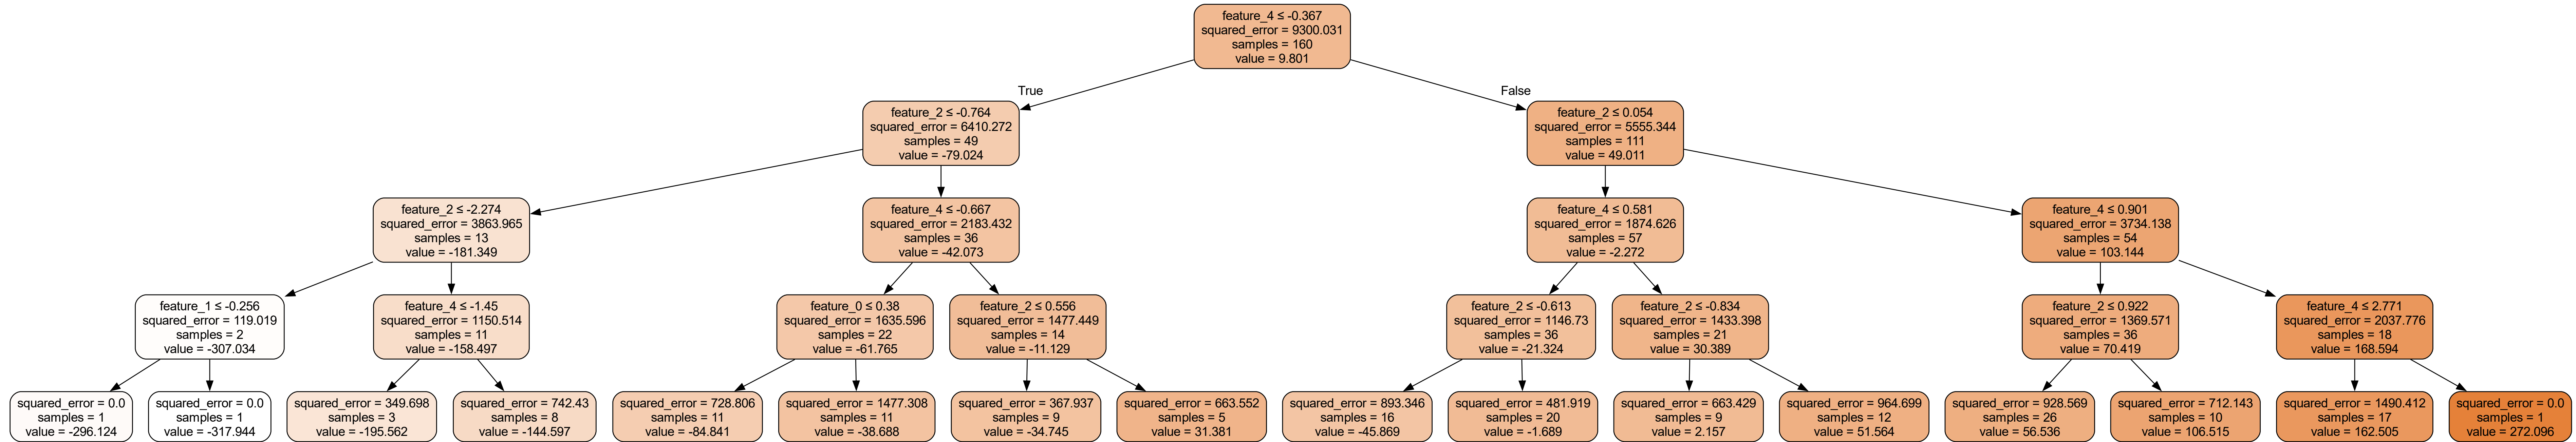 feature_4 ≤ -0.367
squared_error = 9300.031
samples = 160
value = 9.801
True
False
feature_2 ≤ -0.764
squared_error = 6410.272
samples = 49
value = -79.024
feature_2 ≤ 0.054
squared_error = 5555.344
samples = 111
value = 49.011
feature_2 ≤ -2.274
squared_error = 3863.965
samples = 13
value = -181.349
feature_4 ≤ -0.667
squared_error = 2183.432
samples = 36
value = -42.073
feature_4 ≤ 0.581
squared_error = 1874.626
samples = 57
value = -2.272
feature_4 ≤ 0.901
squared_error = 3734.138
samples = 54
value = 103.144
feature_1 ≤ -0.256
squared_error = 119.019
samples = 2
value = -307.034
feature_4 ≤ -1.45
squared_error = 1150.514
samples = 11
value = -158.497
feature_0 ≤ 0.38
squared_error = 1635.596
samples = 22
value = -61.765
feature_2 ≤ 0.556
squared_error = 1477.449
samples = 14
value = -11.129
feature_2 ≤ -0.613
squared_error = 1146.73
samples = 36
value = -21.324
feature_2 ≤ -0.834
squared_error = 1433.398
samples = 21
value = 30.389
feature_2 ≤ 0.922
squared_error = 1369.571
samples = 36
value = 70.419
feature_4 ≤ 2.771
squared_error = 2037.776
samples = 18
value = 168.594
squared_error = 0.0
samples = 1
value = -296.124
squared_error = 0.0
samples = 1
value = -317.944
squared_error = 349.698
samples = 3
value = -195.562
squared_error = 742.43
samples = 8
value = -144.597
squared_error = 728.806
samples = 11
value = -84.841
squared_error = 1477.308
samples = 11
value = -38.688
squared_error = 367.937
samples = 9
value = -34.745
squared_error = 663.552
samples = 5
value = 31.381
squared_error = 893.346
samples = 16
value = -45.869
squared_error = 481.919
samples = 20
value = -1.689
squared_error = 663.429
samples = 9
value = 2.157
squared_error = 964.699
samples = 12
value = 51.564
squared_error = 928.569
samples = 26
value = 56.536
squared_error = 712.143
samples = 10
value = 106.515
squared_error = 1490.412
samples = 17
value = 162.505
squared_error = 0.0
samples = 1
value = 272.096